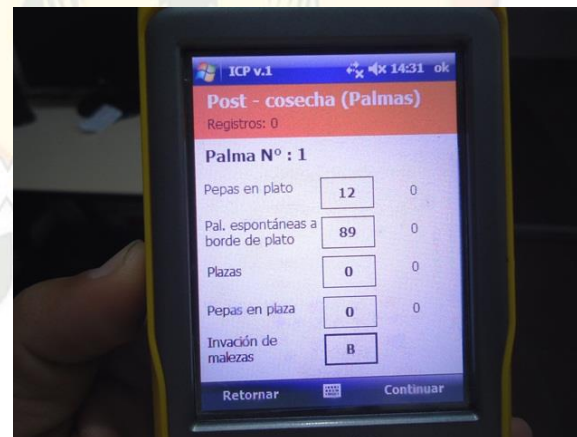 ICP v.1 14:31 ok
Post - cosecha (Palmas)
Registros: 0
Palma N° : 1
Pepas en plato 12 0
Pal. espontáneas a
borde de plato 89 0
Plazas 0 0
Pepas en plaza 0 0
Invación de
malezas B
Retornar Continuar